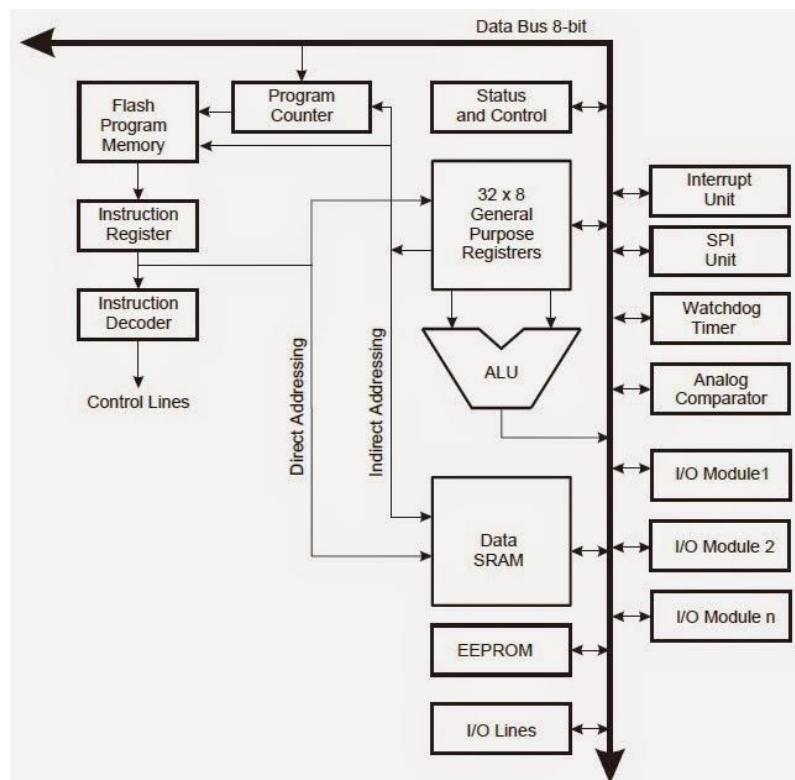 Data Bus 8-bit
Flash
Program
Memory
Program
Counter
Status
and Control
Instruction
Register
32 x 8
General
Purpose
Registrers
Interrupt
Unit
SPI
Unit
Instruction
Decoder
Watchdog
Timer
ALU
Control Lines
Direct Addressing
Indirect Addressing
Analog
Comparator
I/O Module1
Data
SRAM
I/O Module 2
I/O Module n
EEPROM
I/O Lines